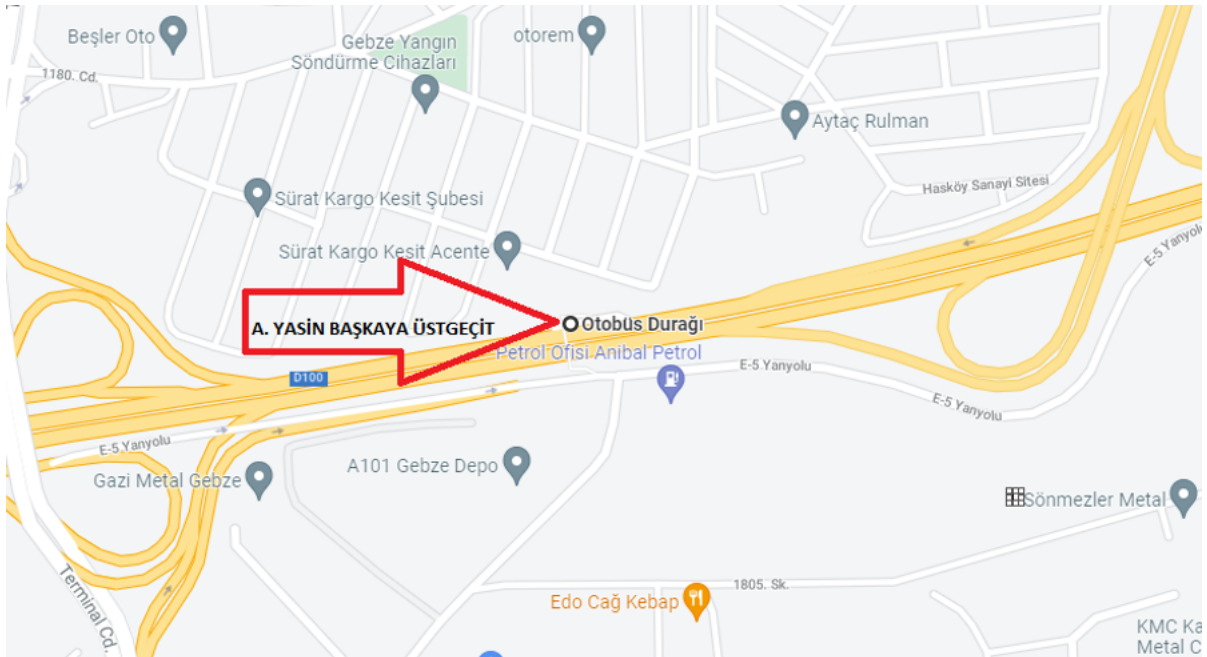 Beşler Oto
Gebze Yangın
Söndürme Cihazları
otorem
1180. Cd.
Aytaç Rulman
Hasköy Sanayi Sitesi
Sürat Kargo Kesit Şubesi
Sürat Kargo Kesit Acente
E-5 Yanyolu
A. YASİN BAŞKAYA ÜSTGEÇİT
Otobüs Durağı
Petrol Ofisi Anibal Petrol
E-5 Yanyolu
D100
E-5 Yanyolu
E-5 Yanyolu
Gazi Metal Gebze
A101 Gebze Depo
Sönmezler Metal
Terminal Cd.
1805. Sk.
Edo Cağ Kebap
KMC Ka
Metal C